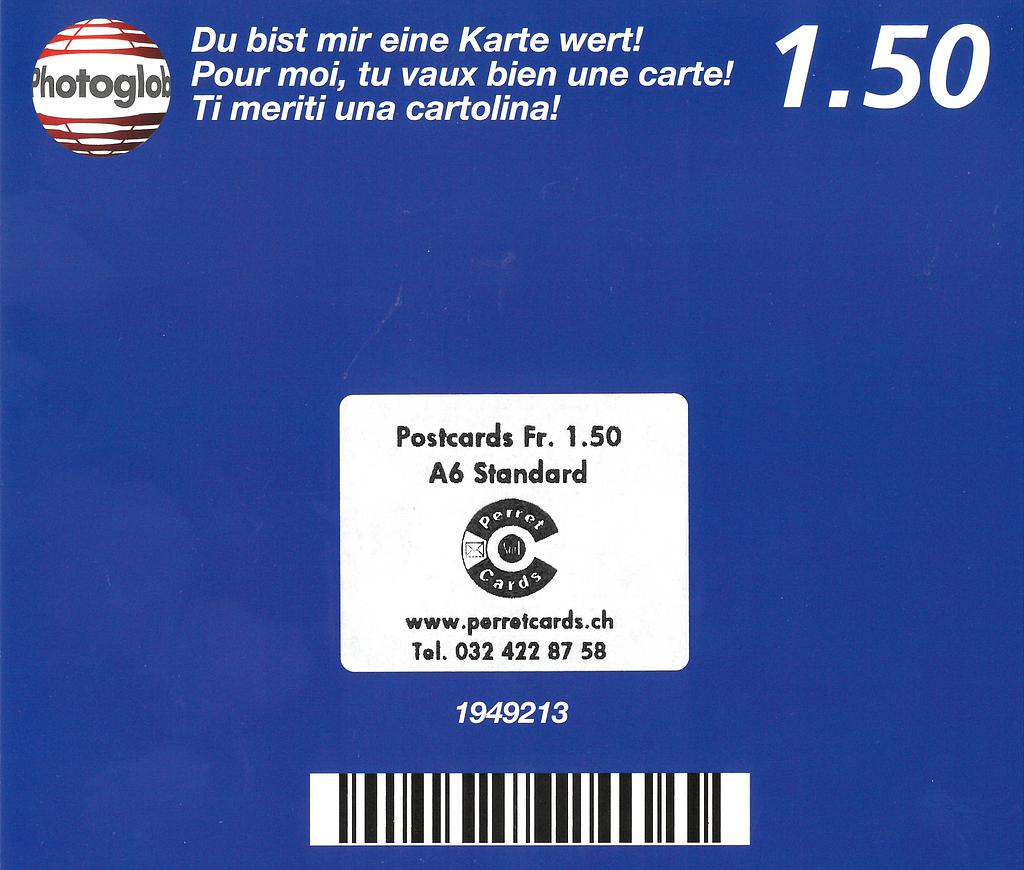 Photoglob
Du bist mir eine Karte wert!
Pour moi, tu vaux bien une carte!
Ti meriti una cartolina!
1.50
Postcards Fr. 1.50
A6 Standard
Perret
Cards
www.perretcards.ch
Tel. 032 422 87 58
1949213